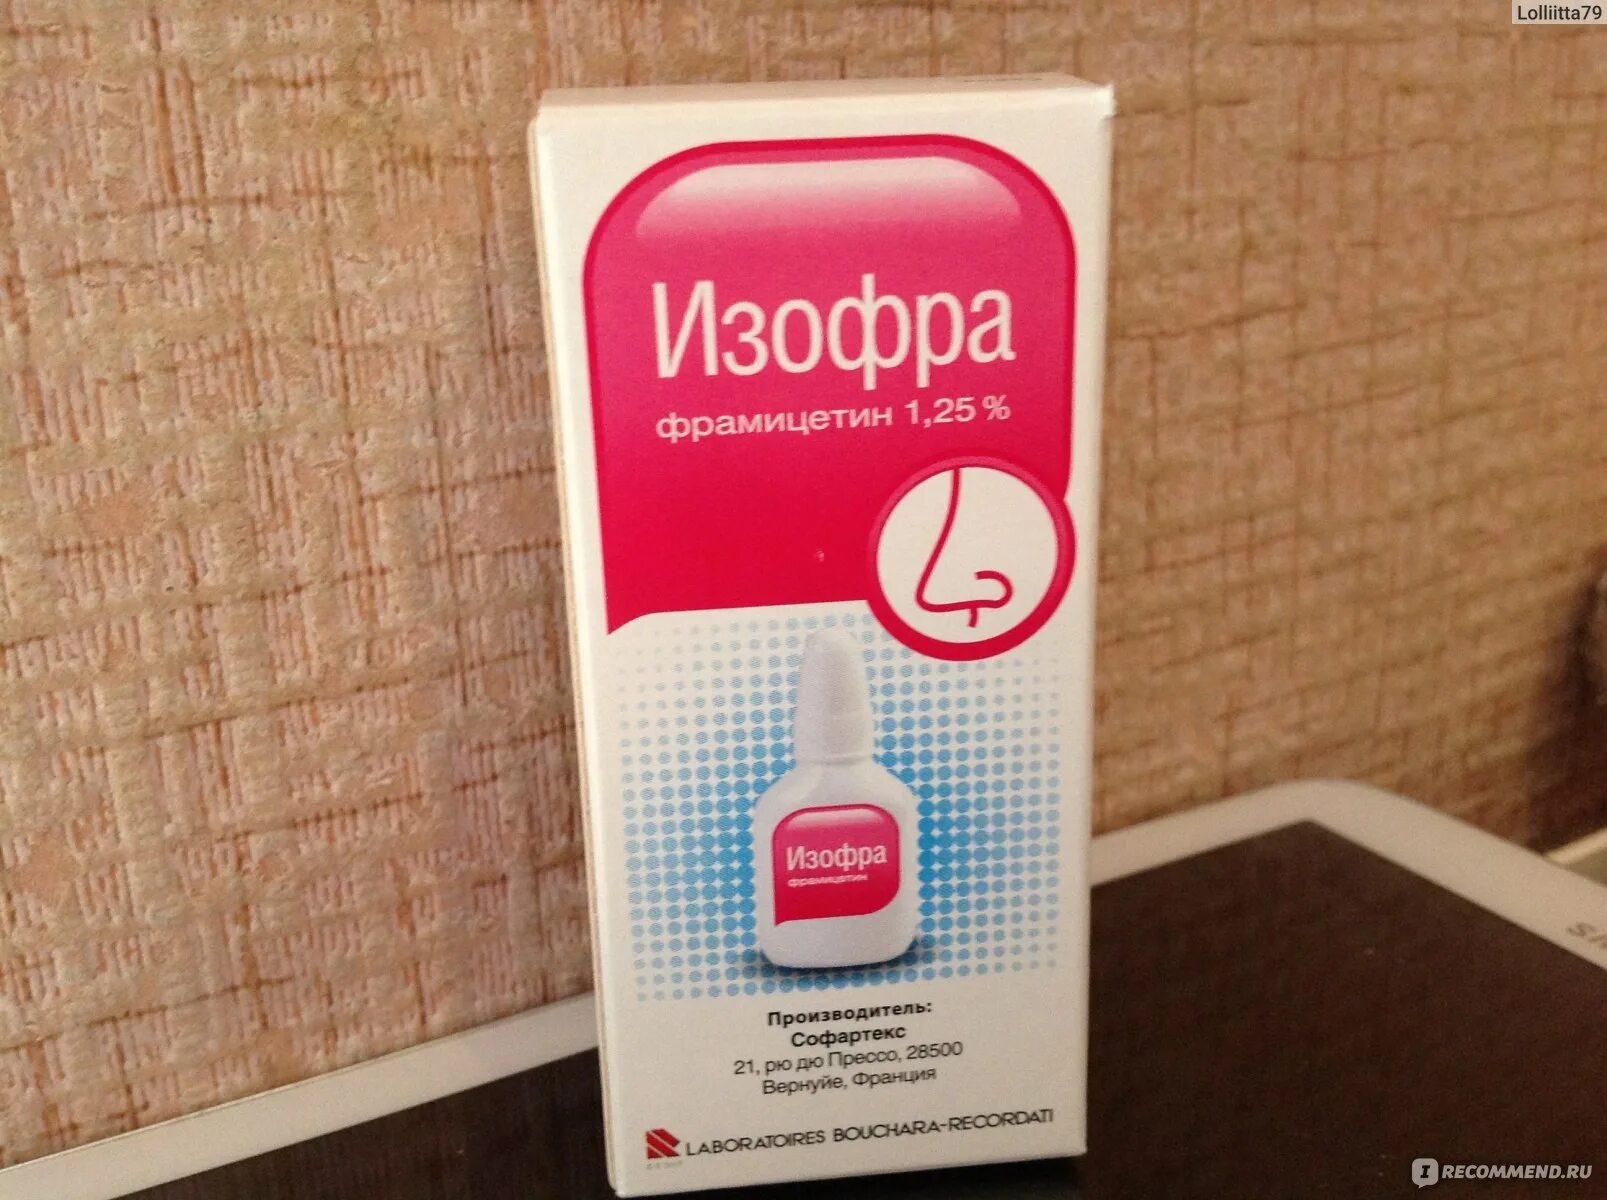 Lolliitta79
Изофра
фрамицетин 1,25 %
Изофра
фрамицетин
Производитель:
Софартекс
21, рю дю Прессо, 28500
Вернуйе, Франция
LABORATOIRES BOUCHARA-RECORDATI
IRECOMMEND.RU